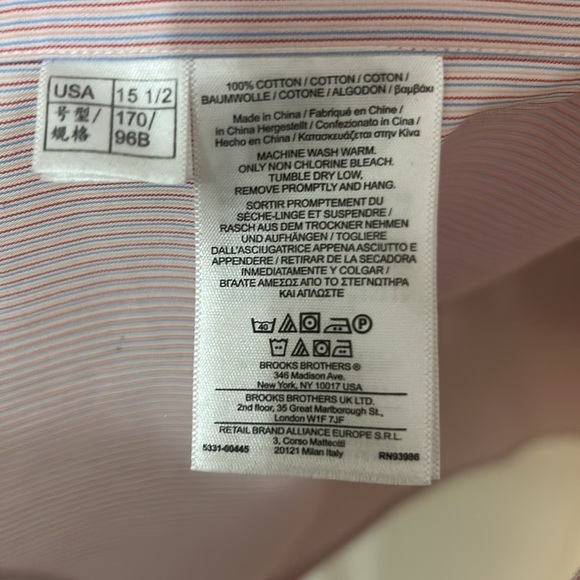 USA 15 1/2
号型/ 170/
规格 96B
100% COTTON / COTTON / COTON /
BAUMWOLLE / COTONE / ALGODON / βαμβάκι
Made in China / Fabriqué en Chine /
in China Hergestellt / Confezionato in Cina /
Hecho en China / Κατασκευάζεται στην Κίνα
MACHINE WASH WARM.
ONLY NON CHLORINE BLEACH.
TUMBLE DRY LOW,
REMOVE PROMPTLY AND HANG.
SORTIR PROMPTEMENT DU
SÈCHE-LINGE ET SUSPENDRE /
RASCH AUS DEM TROCKNER NEHMEN
UND AUFHÄNGEN / TOGLIERE
DALL'ASCIUGATRICE APPENA ASCIUTTO E
APPENDERE / RETIRAR DE LA SECADORA
INMEDIATAMENTE Y COLGAR /
ΒΓΑΛΤΕ ΑΜΕΣΩΣ ΑΠΟ ΤΟ ΣΤΕΓΝΩΤΗΡΑ
ΚΑΙ ΑΠΛΩΣΤΕ
40 P
BROOKS BROTHERS ®
346 Madison Ave.
New York, NY 10017 USA
BROOKS BROTHERS UK LTD.
2nd floor, 35 Great Marlborough St.,
London W1F 7JF
RETAIL BRAND ALLIANCE EUROPE S.R.L.
3, Corso Matteotti
5331-00445 20121 Milan Italy RN93986